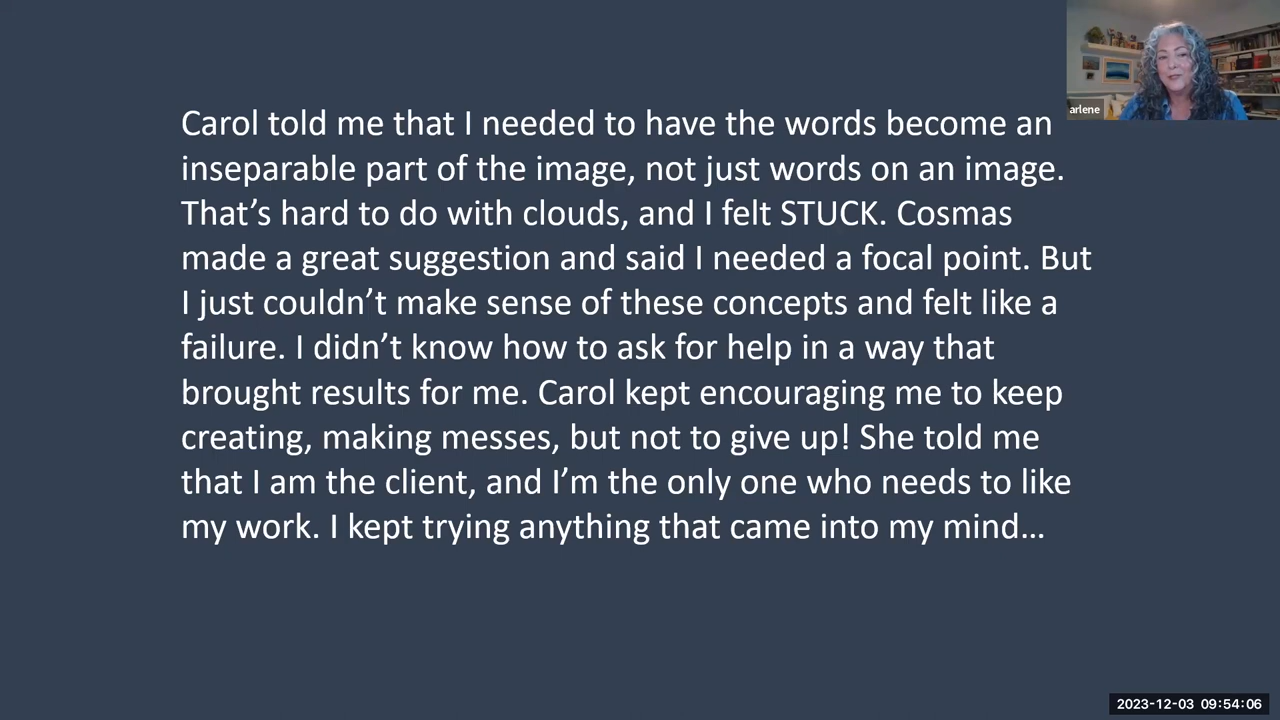 Carol told me that I needed to have the words become an
inseparable part of the image, not just words on an image.
That’s hard to do with clouds, and I felt STUCK. Cosmas
made a great suggestion and said I needed a focal point. But
I just couldn’t make sense of these concepts and felt like a
failure. I didn’t know how to ask for help in a way that
brought results for me. Carol kept encouraging me to keep
creating, making messes, but not to give up! She told me
that I am the client, and I’m the only one who needs to like
my work. I kept trying anything that came into my mind…
arlene
2023-12-03 09:54:06